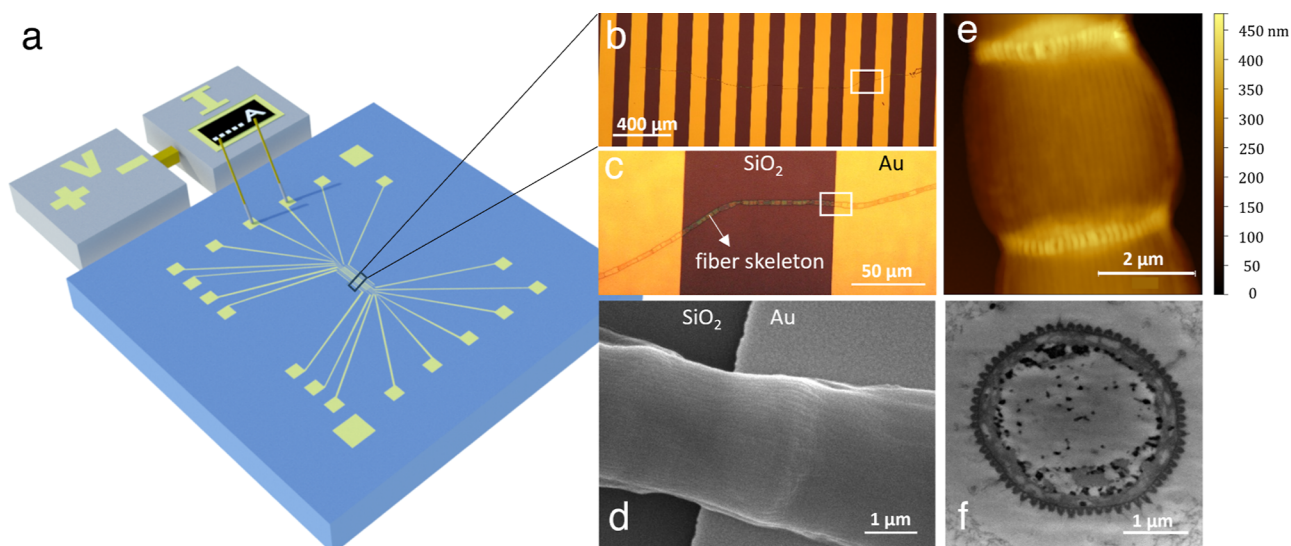 a
I
.....A
+ V −
b
400 µm
c
SiO₂
Au
fiber skeleton
50 µm
SiO₂
Au
d
1 µm
e
2 µm
450 nm
400
350
300
250
200
150
100
50
0
f
1 µm